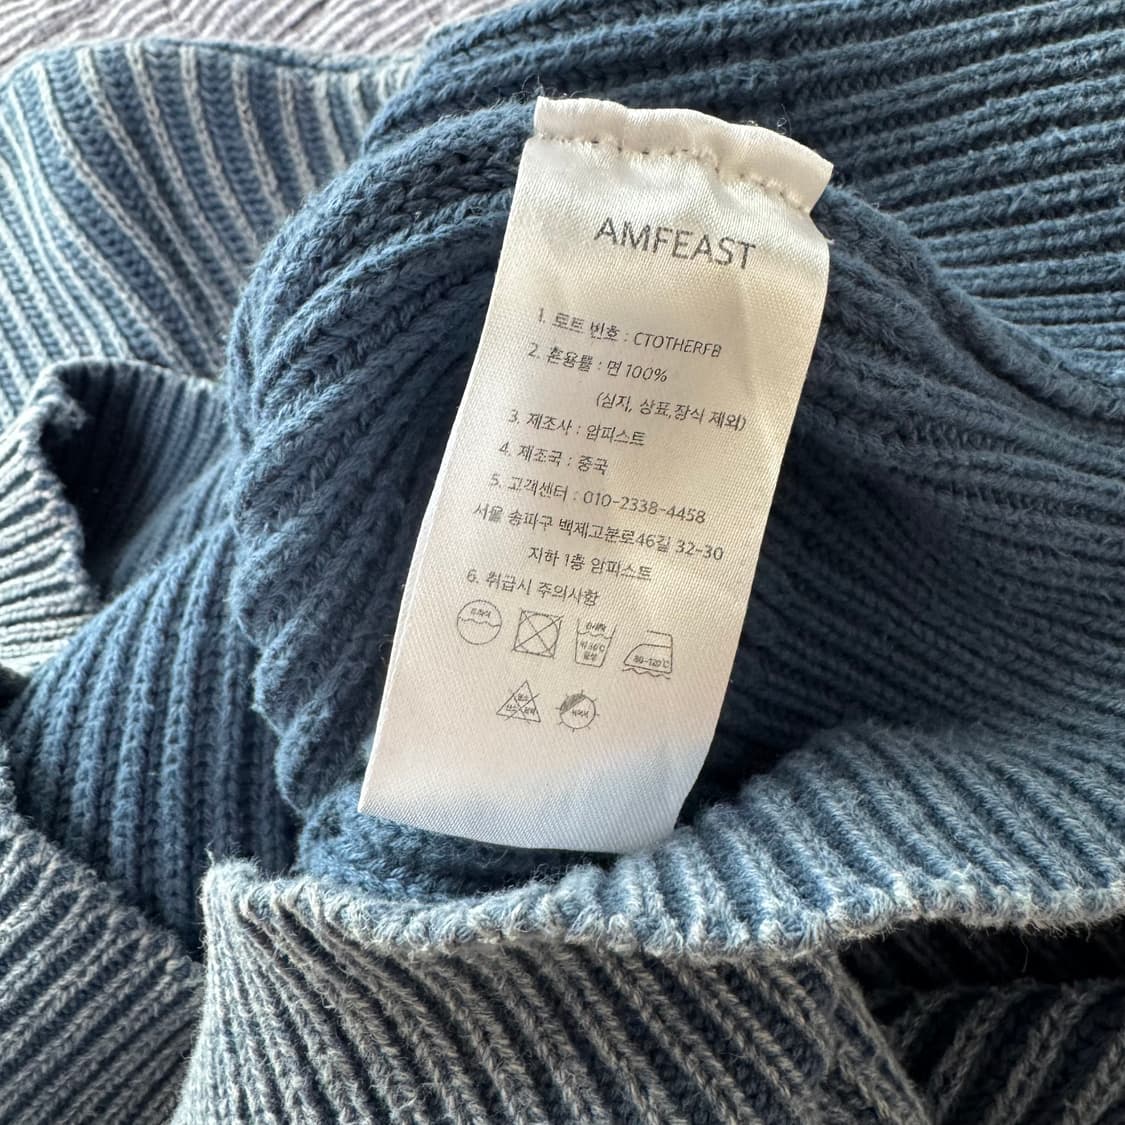 AMFEAST
1. 로트 번호 : CTOTHERFB
2. 혼용률 : 면 100%
(심지, 상표,장식 제외)
3. 제조사 : 암피스트
4. 제조국 : 중국
5. 고객센터 : 010-2338-4458
서울 송파구 백제고분로46길 32-30
지하 1층 암피스트
6. 취급시 주의사항
80-120℃